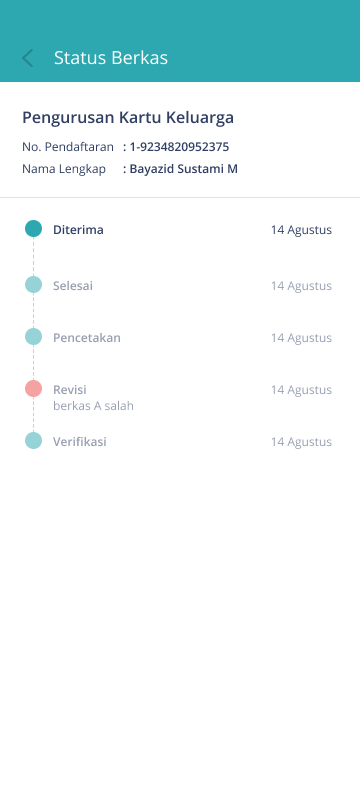 Status Berkas
Pengurusan Kartu Keluarga
No. Pendaftaran : 1-9234820952375
Nama Lengkap : Bayazid Sustami M
Diterima 14 Agustus
Selesai 14 Agustus
Pencetakan 14 Agustus
Revisi 14 Agustus
berkas A salah
Verifikasi 14 Agustus